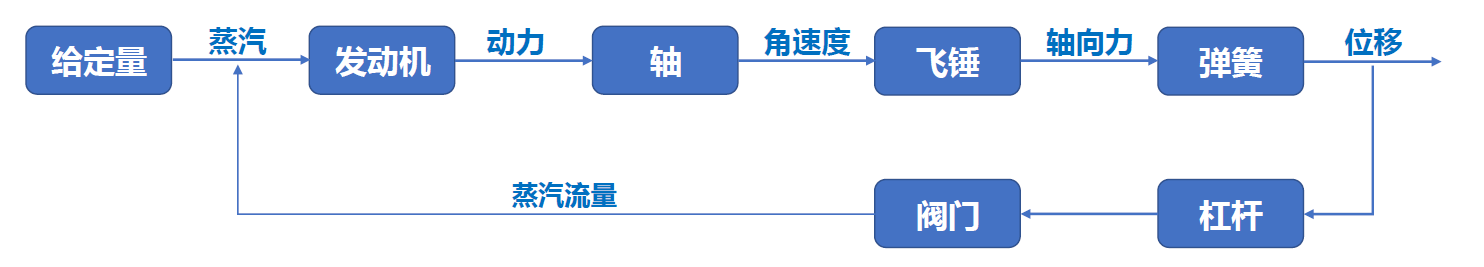 给定量
蒸汽
发动机
动力
轴
角速度
飞锤
轴向力
弹簧
位移
蒸汽流量
阀门
杠杆